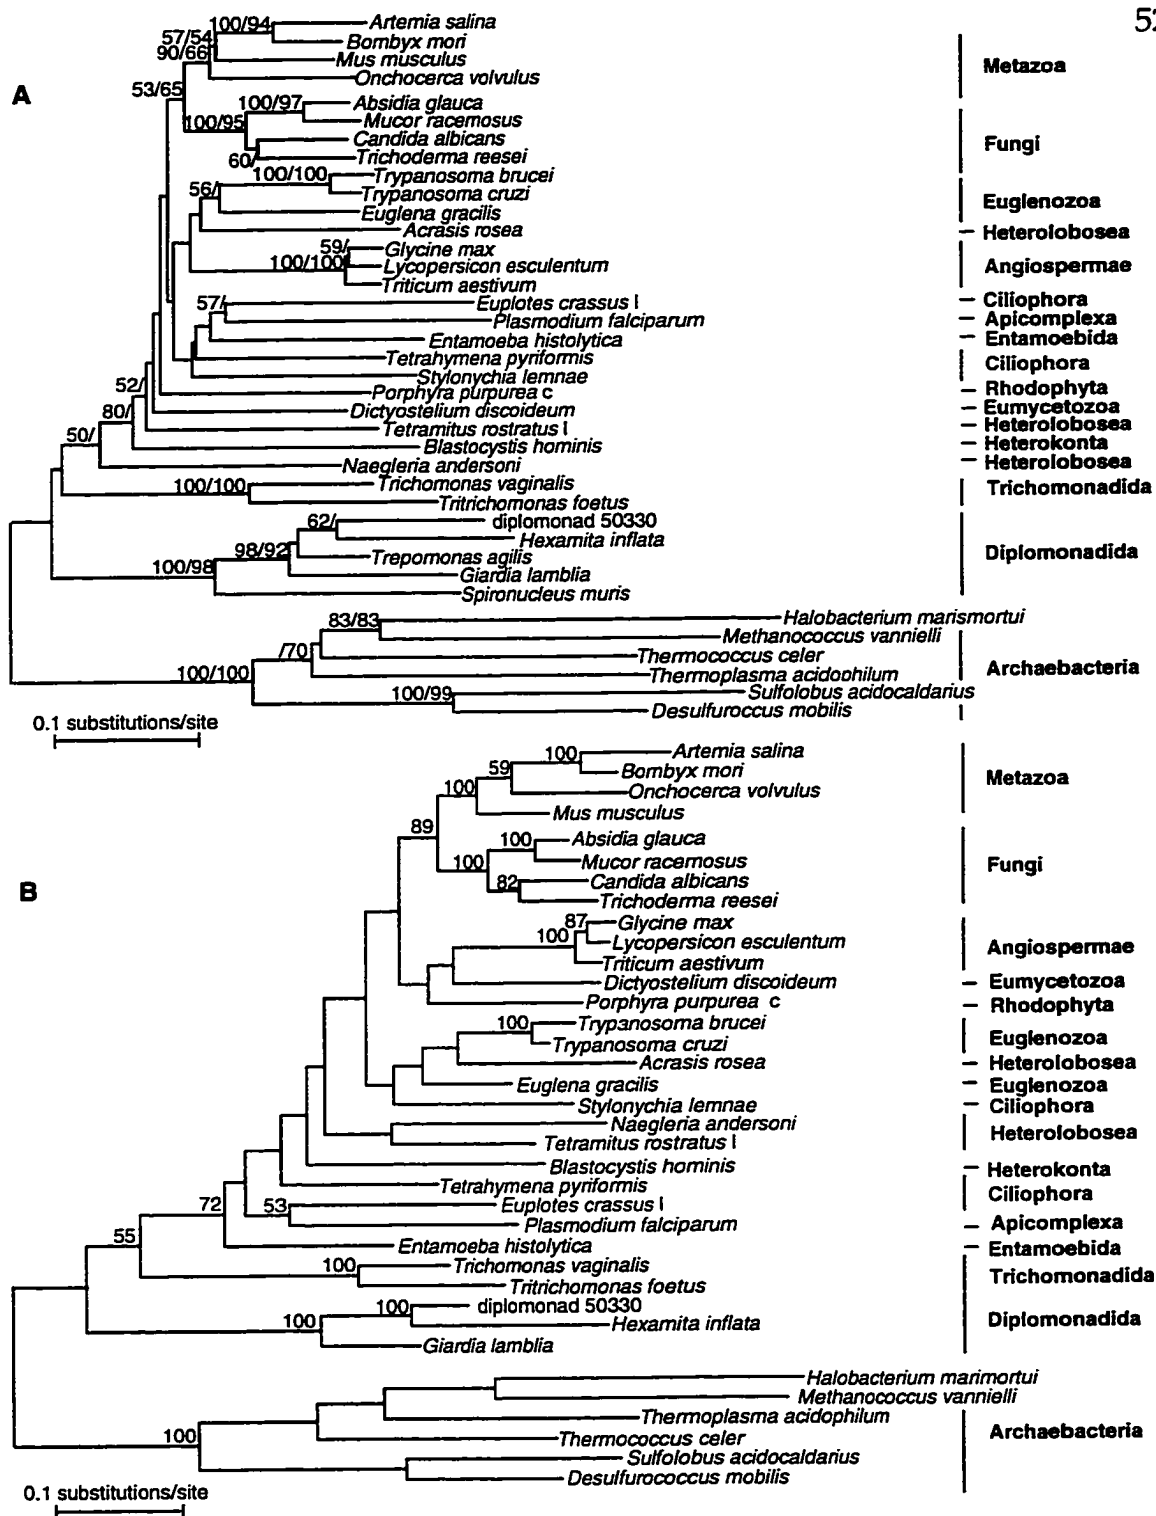 52
A
100/94
Artemia salina
Bombyx mori
57/54
90/66
Mus musculus
Onchocerca volvulus
Metazoa
53/65
100/97
Absidia glauca
Mucor racemosus
100/95
Candida albicans
60/
Trichoderma reesei
Fungi
100/100
Trypanosoma brucei
Trypanosoma cruzi
56/
Euglena gracilis
Euglenozoa
Acrasis rosea
Heterolobosea
59/
Glycine max
100/100
Lycopersicon esculentum
Triticum aestivum
Angiospermae
57/
Euplotes crassus I
Ciliophora
Plasmodium falciparum
Apicomplexa
Entamoeba histolytica
Entamoebida
Tetrahymena pyriformis
Stylonychia lemnae
Ciliophora
Porphyra purpurea c
Rhodophyta
52/
Dictyostelium discoideum
Eumycetozoa
80/
Tetramitus rostratus I
Heterolobosea
50/
Blastocystis hominis
Heterokonta
Naegleria andersoni
Heterolobosea
100/100
Trichomonas vaginalis
Tritrichomonas foetus
Trichomonadida
62/
diplomonad 50330
Hexamita inflata
98/92
Trepomonas agilis
100/98
Giardia lamblia
Spironucleus muris
Diplomonadida
83/83
Halobacterium marismortui
Methanococcus vannielli
/70
Thermococcus celer
100/100
Thermoplasma acidophilum
100/99
Sulfolobus acidocaldarius
Desulfuroccus mobilis
Archaebacteria
0.1 substitutions/site
B
100
Artemia salina
59
Bombyx mori
100
Onchocerca volvulus
Mus musculus
Metazoa
89
100
Absidia glauca
100
Mucor racemosus
82
Candida albicans
Trichoderma reesei
Fungi
87
Glycine max
100
Lycopersicon esculentum
Triticum aestivum
Angiospermae
Dictyostelium discoideum
Eumycetozoa
Porphyra purpurea c
Rhodophyta
100
Trypanosoma brucei
Trypanosoma cruzi
Euglenozoa
Acrasis rosea
Heterolobosea
Euglena gracilis
Euglenozoa
Stylonychia lemnae
Ciliophora
Naegleria andersoni
Tetramitus rostratus I
Heterolobosea
Blastocystis hominis
Heterokonta
Tetrahymena pyriformis
Ciliophora
72
53
Euplotes crassus I
Plasmodium falciparum
Apicomplexa
55
Entamoeba histolytica
Entamoebida
100
Trichomonas vaginalis
Tritrichomonas foetus
Trichomonadida
100
diplomonad 50330
100
Hexamita inflata
Giardia lamblia
Diplomonadida
Halobacterium marimortui
Methanococcus vannielli
Thermoplasma acidophilum
100
Thermococcus celer
Sulfolobus acidocaldarius
Desulfurococcus mobilis
Archaebacteria
0.1 substitutions/site